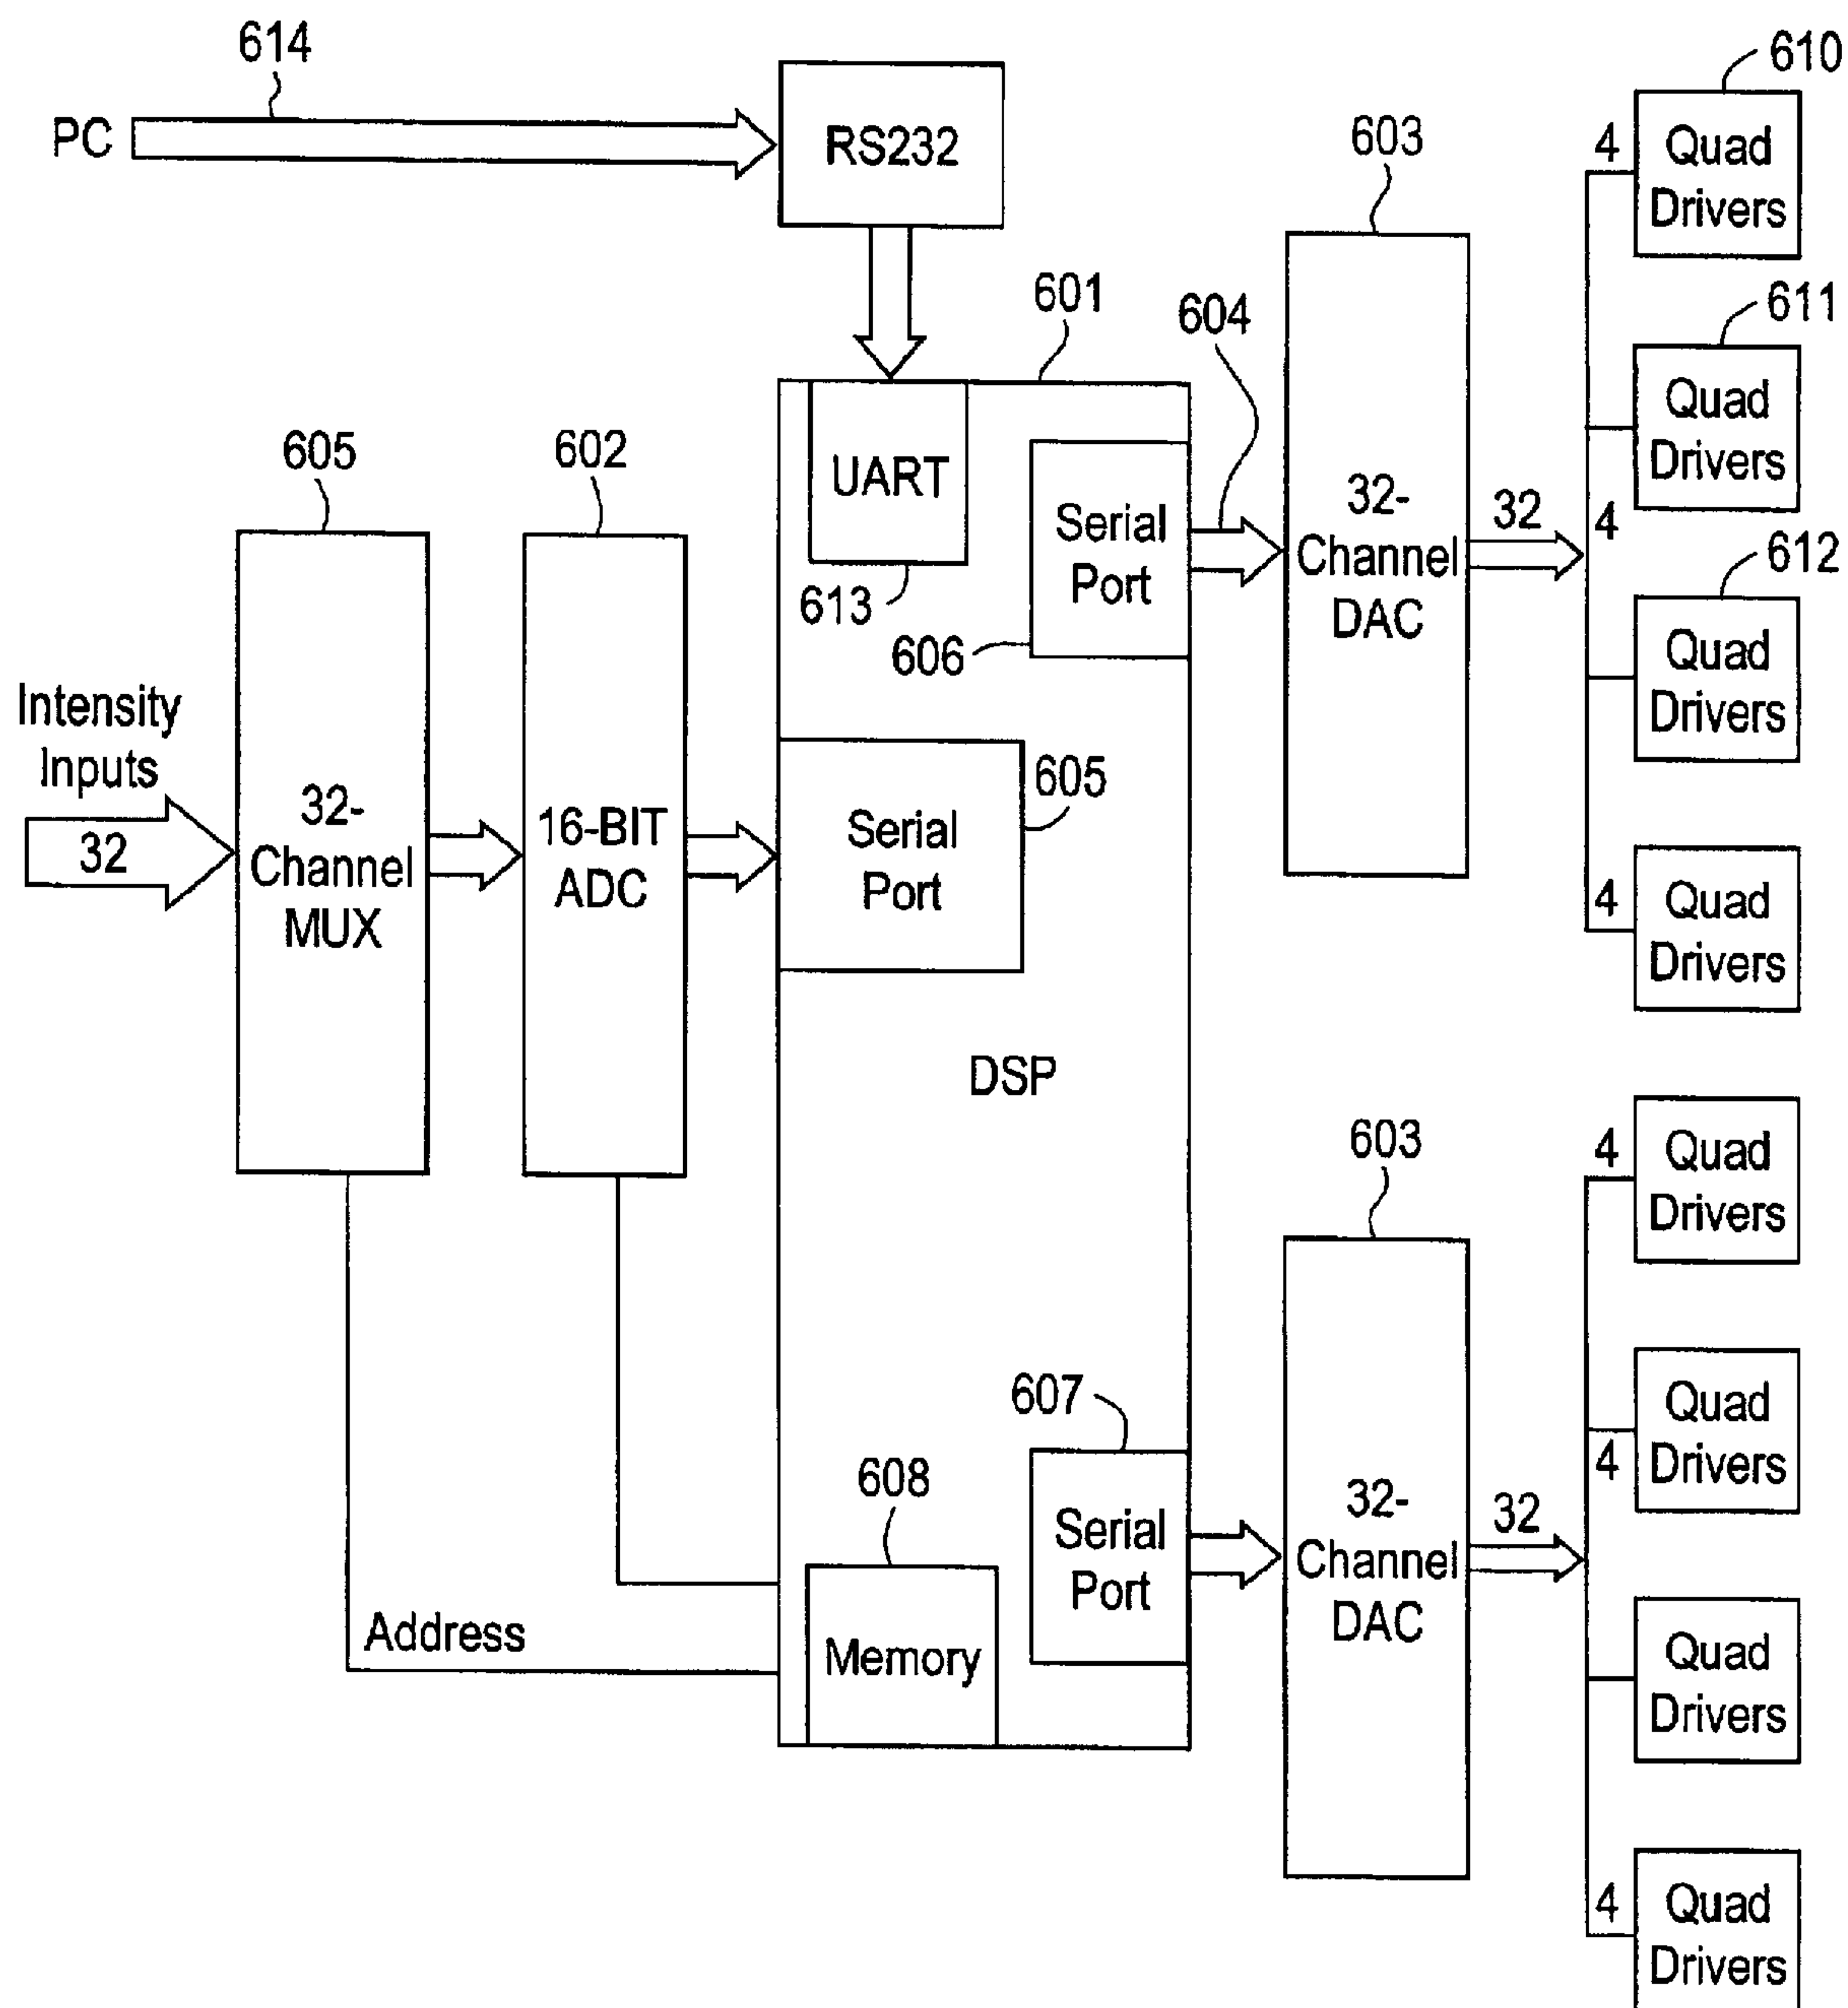 614
PC
RS232
610
Quad
Drivers
4
603
601
604
611
Quad
Drivers
4
605
602
UART
613
Serial
Port
606
32-
Channel
DAC
32
612
Quad
Drivers
Intensity
Inputs
32
32-
Channel
MUX
16-BIT
ADC
Serial
Port
605
4
Quad
Drivers
DSP
603
4
Quad
Drivers
607
4
Quad
Drivers
608
Serial
Port
32-
Channel
DAC
32
Address
Memory
Quad
Drivers
4
Quad
Drivers